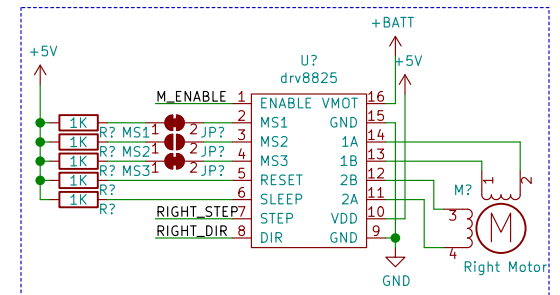 +BATT
+5V
U?
drv8825
+5V
M_ENABLE 1 ENABLE VMOT 16
1K R? MS1 1 2 JP? 2 MS1 GND 15
1K R? MS2 1 2 JP? 3 MS2 1A 14
1K R? MS3 1 2 JP? 4 MS3 1B 13
1K R? 5 RESET 2B 12
1K R? 6 SLEEP 2A 11
RIGHT_STEP 7 STEP VDD 10
RIGHT_DIR 8 DIR GND 9
M?
1 2
3
4
M
Right Motor
GND